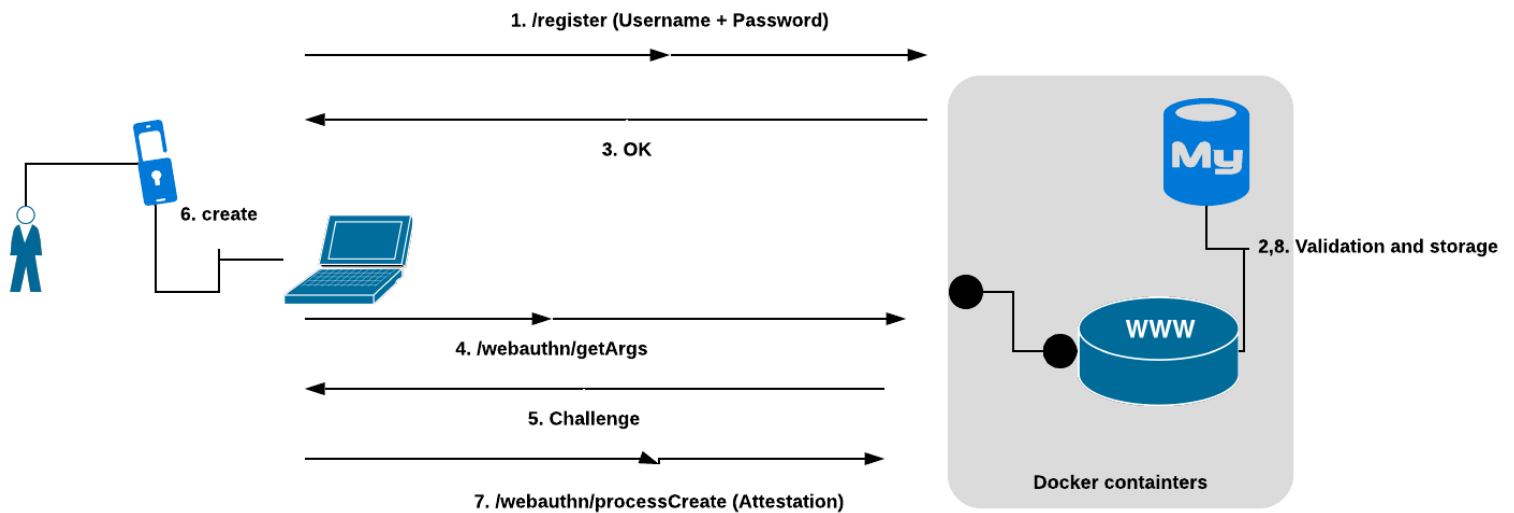 1. /register (Username + Password)
3. OK
My
6. create
2,8. Validation and storage
WWW
4. /webauthn/getArgs
5. Challenge
Docker containters
7. /webauthn/processCreate (Attestation)